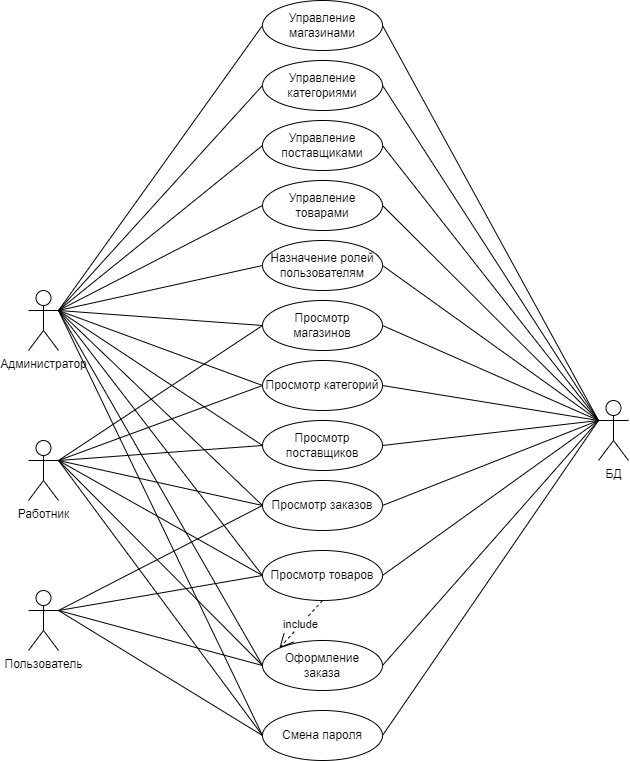 Управление
магазинами
Управление
категориями
Управление
поставщиками
Управление
товарами
Назначение ролей
пользователям
Просмотр
магазинов
Администратор
Просмотр категорий
Просмотр
поставщиков
БД
Просмотр заказов
Работник
Просмотр товаров
include
Оформление
заказа
Пользователь
Смена пароля